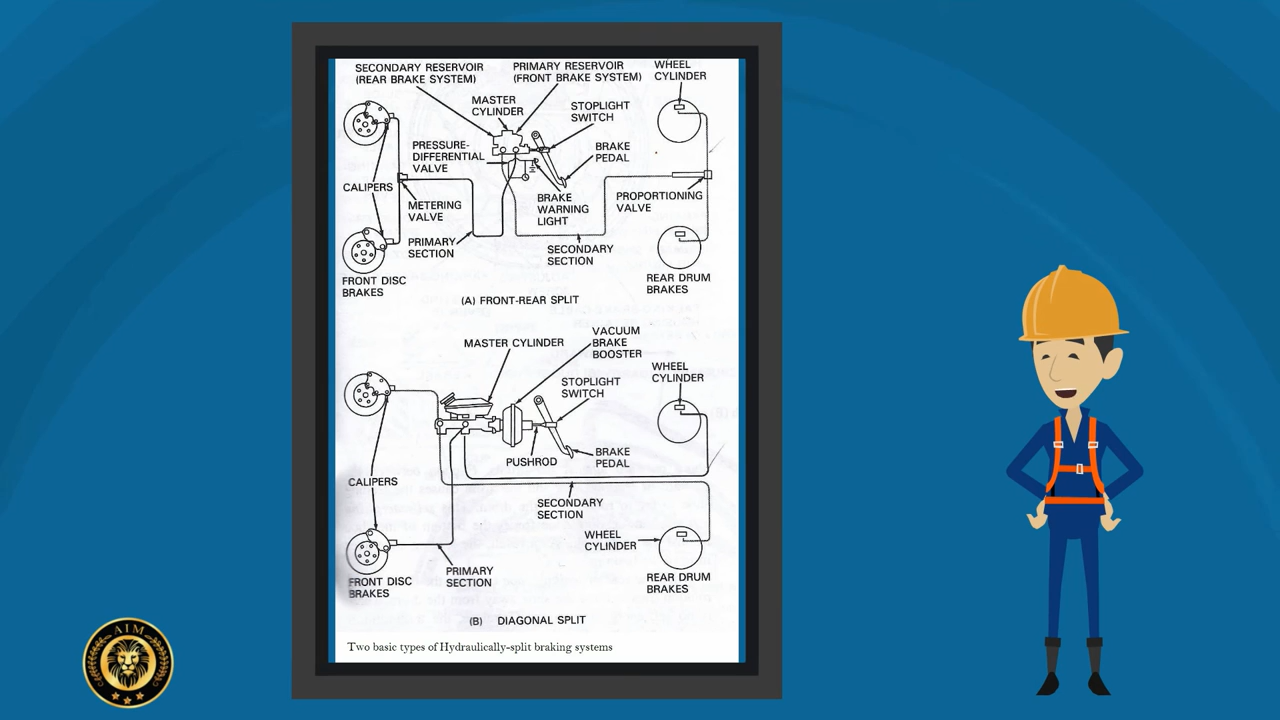 SECONDARY RESERVOIR
(REAR BRAKE SYSTEM)
PRIMARY RESERVOIR
(FRONT BRAKE SYSTEM)
WHEEL
CYLINDER
MASTER
CYLINDER
STOPLIGHT
SWITCH
PRESSURE-
DIFFERENTIAL
VALVE
BRAKE
PEDAL
CALIPERS
METERING
VALVE
BRAKE
WARNING
LIGHT
PROPORTIONING
VALVE
PRIMARY
SECTION
SECONDARY
SECTION
FRONT DISC
BRAKES
REAR DRUM
BRAKES
(A) FRONT-REAR SPLIT
VACUUM
BRAKE
BOOSTER
MASTER CYLINDER
WHEEL
CYLINDER
STOPLIGHT
SWITCH
PUSHROD
BRAKE
PEDAL
CALIPERS
SECONDARY
SECTION
WHEEL
CYLINDER
PRIMARY
SECTION
FRONT DISC
BRAKES
REAR DRUM
BRAKES
(B) DIAGONAL SPLIT
Two basic types of Hydraulically-split braking systems
AIM